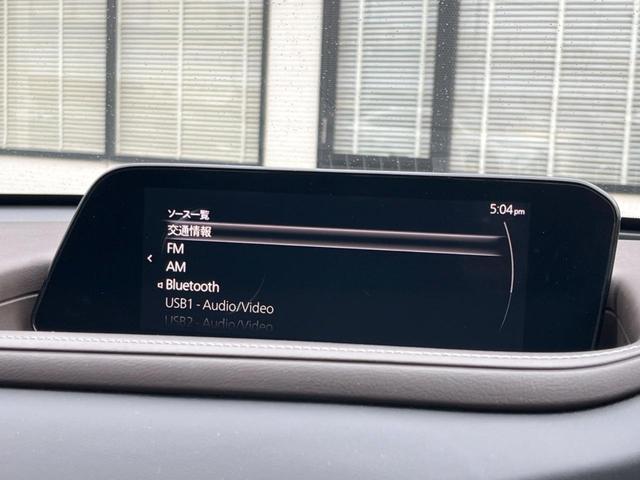 ソース一覧
5:04pm
交通情報
FM
AM
Bluetooth
USB1 - Audio/Video
USB2 - Audio/Video